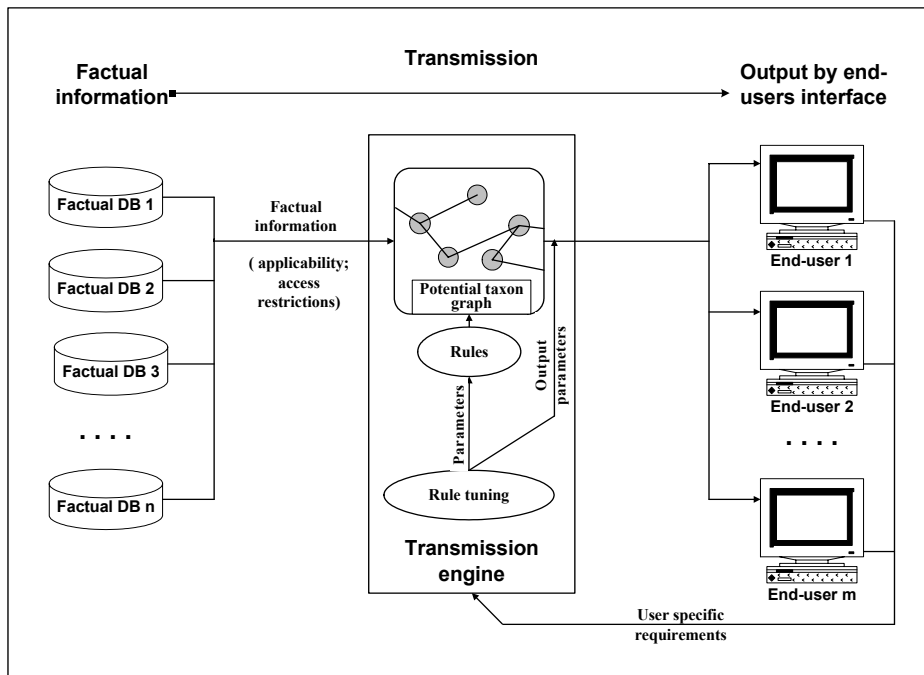 Transmission
Factual
information
Output by end-
users interface
Factual DB 1
Factual DB 2
Factual DB 3
. . . .
Factual DB n
Factual
information
( applicability;
access
restrictions)
Potential taxon
graph
Rules
Parameters
Output
parameters
Rule tuning
Transmission
engine
End-user 1
End-user 2
. . . .
End-user m
User specific
requirements